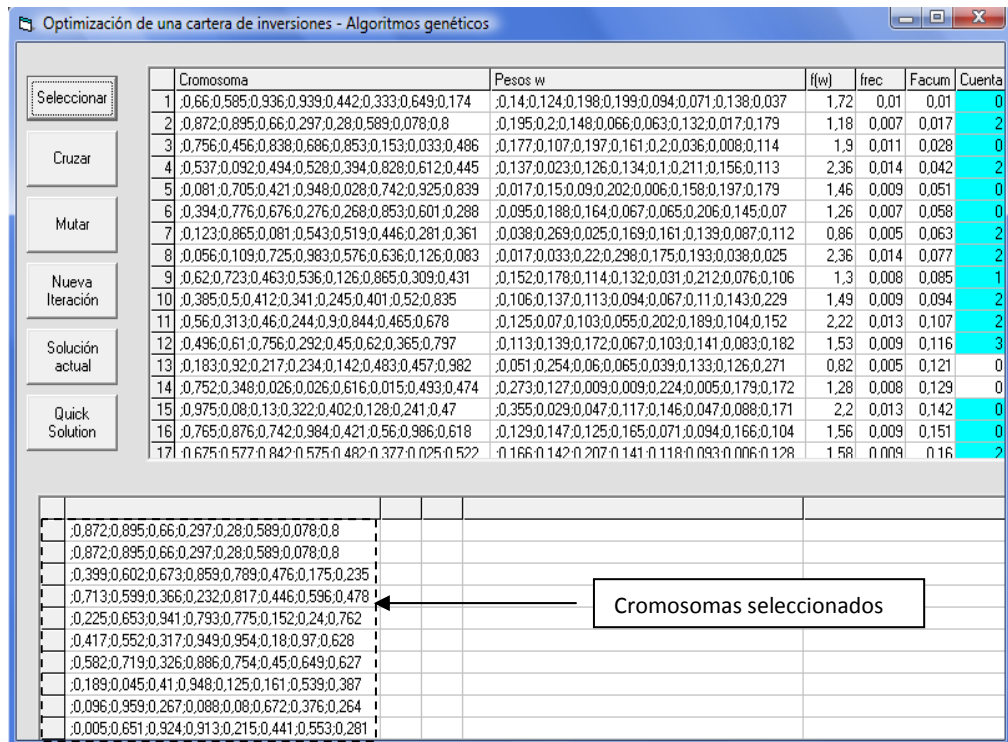 Optimización de una cartera de inversiones - Algoritmos genéticos
Seleccionar
Cruzar
Mutar
Nueva
Iteración
Solución
actual
Quick
Solution
Cromosoma Pesos w f(w) frec Facum Cuenta
1 ;0,66;0,585;0,936;0,939;0,442;0,333;0,649;0,174 ;0,14;0,124;0,198;0,199;0,094;0,071;0,138;0,037 1,72 0,01 0,01 0
2 ;0,872;0,895;0,66;0,297;0,28;0,589;0,078;0,8 ;0,195;0,2;0,148;0,066;0,063;0,132;0,017;0,179 1,18 0,007 0,017 2
3 ;0,756;0,456;0,838;0,686;0,853;0,153;0,033;0,486 ;0,177;0,107;0,197;0,161;0,2;0,036;0,008;0,114 1,9 0,011 0,028 0
4 ;0,537;0,092;0,494;0,528;0,394;0,828;0,612;0,445 ;0,137;0,023;0,126;0,134;0,1;0,211;0,156;0,113 2,36 0,014 0,042 2
5 ;0,081;0,705;0,421;0,948;0,028;0,742;0,925;0,839 ;0,017;0,15;0,09;0,202;0,006;0,158;0,197;0,179 1,46 0,009 0,051 0
6 ;0,394;0,776;0,676;0,276;0,268;0,853;0,601;0,288 ;0,095;0,188;0,164;0,067;0,065;0,206;0,145;0,07 1,26 0,007 0,058 0
7 ;0,123;0,865;0,081;0,543;0,519;0,446;0,281;0,361 ;0,038;0,269;0,025;0,169;0,161;0,139;0,087;0,112 0,86 0,005 0,063 2
8 ;0,056;0,109;0,725;0,983;0,576;0,636;0,126;0,083 ;0,017;0,033;0,22;0,298;0,175;0,193;0,038;0,025 2,36 0,014 0,077 2
9 ;0,62;0,723;0,463;0,536;0,126;0,865;0,309;0,431 ;0,152;0,178;0,114;0,132;0,031;0,212;0,076;0,106 1,3 0,008 0,085 1
10 ;0,385;0,5;0,412;0,341;0,245;0,401;0,52;0,835 ;0,106;0,137;0,113;0,094;0,067;0,11;0,143;0,229 1,49 0,009 0,094 2
11 ;0,56;0,313;0,46;0,244;0,9;0,844;0,465;0,678 ;0,125;0,07;0,103;0,055;0,202;0,189;0,104;0,152 2,22 0,013 0,107 2
12 ;0,496;0,61;0,756;0,292;0,45;0,62;0,365;0,797 ;0,113;0,139;0,172;0,067;0,103;0,141;0,083;0,182 1,53 0,009 0,116 3
13 ;0,183;0,92;0,217;0,234;0,142;0,483;0,457;0,982 ;0,051;0,254;0,06;0,065;0,039;0,133;0,126;0,271 0,82 0,005 0,121 0
14 ;0,752;0,348;0,026;0,026;0,616;0,015;0,493;0,474 ;0,273;0,127;0,009;0,009;0,224;0,005;0,179;0,172 1,28 0,008 0,129 0
15 ;0,975;0,08;0,13;0,322;0,402;0,128;0,241;0,47 ;0,355;0,029;0,047;0,117;0,146;0,047;0,088;0,171 2,2 0,013 0,142 0
16 ;0,765;0,876;0,742;0,984;0,421;0,56;0,986;0,618 ;0,129;0,147;0,125;0,165;0,071;0,094;0,166;0,104 1,56 0,009 0,151 0
17 ;0,675;0,577;0,842;0,575;0,482;0,377;0,025;0,522 ;0,166;0,142;0,207;0,141;0,118;0,093;0,006;0,128 1,58 0,009 0,16 2
;0,872;0,895;0,66;0,297;0,28;0,589;0,078;0,8
;0,872;0,895;0,66;0,297;0,28;0,589;0,078;0,8
;0,399;0,602;0,673;0,859;0,789;0,476;0,175;0,235
;0,713;0,599;0,366;0,232;0,817;0,446;0,596;0,478
;0,225;0,653;0,941;0,793;0,775;0,152;0,24;0,762
;0,417;0,552;0,317;0,949;0,954;0,18;0,97;0,628
;0,582;0,719;0,326;0,886;0,754;0,45;0,649;0,627
;0,189;0,045;0,41;0,948;0,125;0,161;0,539;0,387
;0,096;0,959;0,267;0,088;0,08;0,672;0,376;0,264
;0,005;0,651;0,924;0,913;0,215;0,441;0,553;0,281
Cromosomas seleccionados